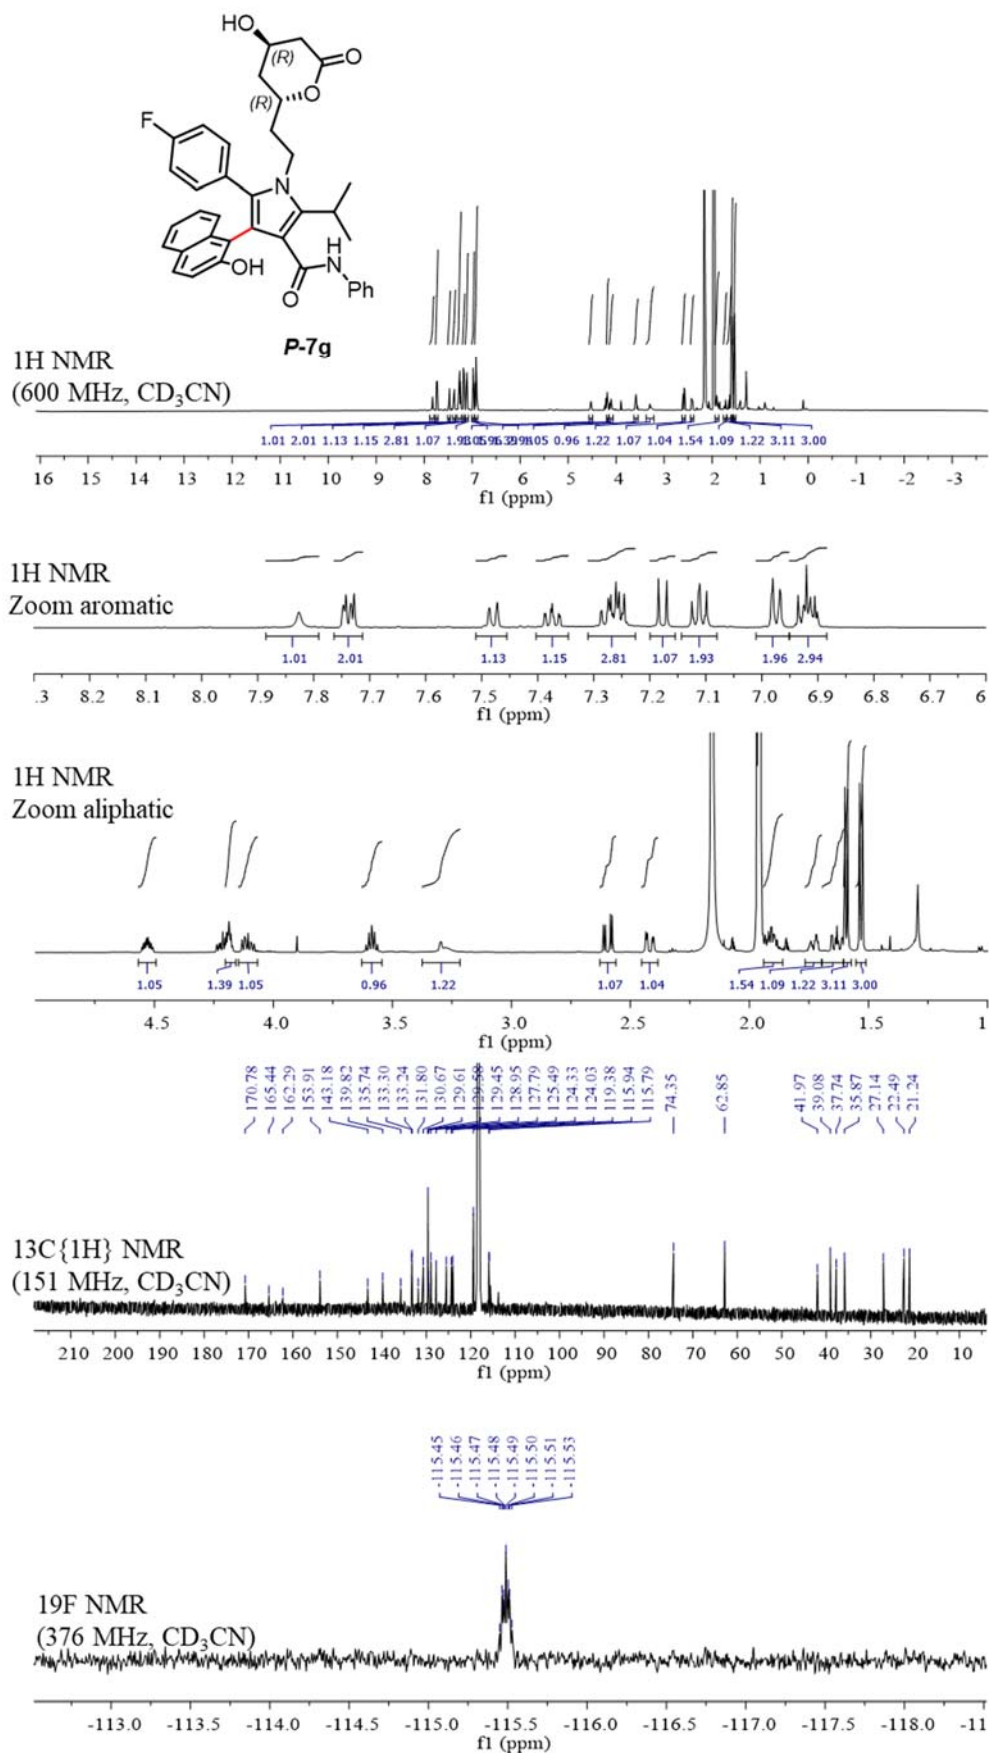 HO
(R)
O
O
(R)
F
N
H
N
OH
O
Ph
P-7g
1H NMR
(600 MHz, CD3CN)
1.01 2.01 1.13 1.15 2.81 1.07 0.96 1.22 1.07 1.04 1.54 1.09 1.22 3.11 3.00
16 15 14 13 12 11 10 9 8 7 6 5 4 3 2 1 0 -1 -2 -3
f1 (ppm)
1H NMR
Zoom aromatic
1.01 2.01 1.13 1.15 2.81 1.07 1.93 1.96 2.94
.3 8.2 8.1 8.0 7.9 7.8 7.7 7.6 7.5 7.4 7.3 7.2 7.1 7.0 6.9 6.8 6.7 6
f1 (ppm)
1H NMR
Zoom aliphatic
1.05 1.39 1.05 0.96 1.22 1.07 1.04 1.54 1.09 1.22 3.11 3.00
4.5 4.0 3.5 3.0 2.5 2.0 1.5 1
f1 (ppm)
170.78 165.44 162.29 153.91 143.18 139.82 135.74 133.30 133.24 131.80 130.67 129.61 129.45 128.95 127.79 125.49 124.33 124.03 119.38 115.94 115.79 74.35 62.85 41.97 39.08 37.74 35.87 27.14 22.49 21.24
13C{1H} NMR
(151 MHz, CD3CN)
210 200 190 180 170 160 150 140 130 120 110 100 90 80 70 60 50 40 30 20 10
f1 (ppm)
-115.45 -115.46 -115.47 -115.48 -115.49 -115.50 -115.51 -115.53
19F NMR
(376 MHz, CD3CN)
-113.0 -113.5 -114.0 -114.5 -115.0 -115.5 -116.0 -116.5 -117.0 -117.5 -118.0 -11
f1 (ppm)